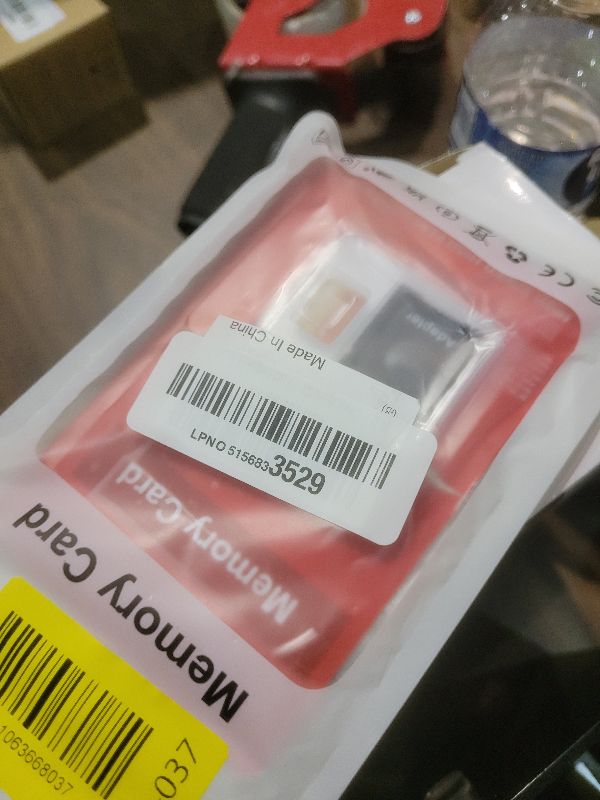 Adapter
Made In China
LPNO 5156833529
Memory Card
Memory Card
1063668037
037